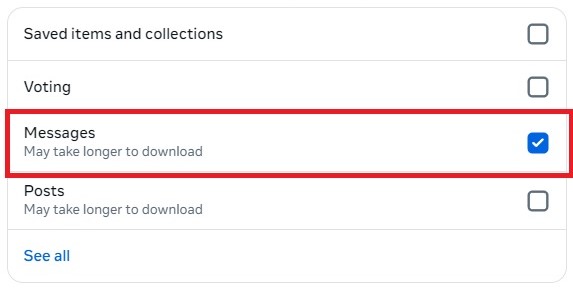 Saved items and collections
Voting
Messages
May take longer to download
Posts
May take longer to download
See all